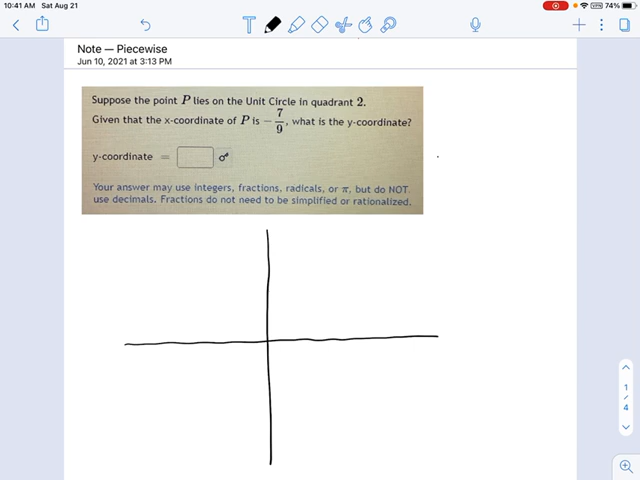 10:41 AM Sat Aug 21
VPN 74%
T
Note — Piecewise
Jun 10, 2021 at 3:13 PM
Suppose the point P lies on the Unit Circle in quadrant 2.
Given that the x-coordinate of P is −7/9, what is the y-coordinate?
y-coordinate =
Your answer may use integers, fractions, radicals, or π, but do NOT
use decimals. Fractions do not need to be simplified or rationalized.
1
/
4